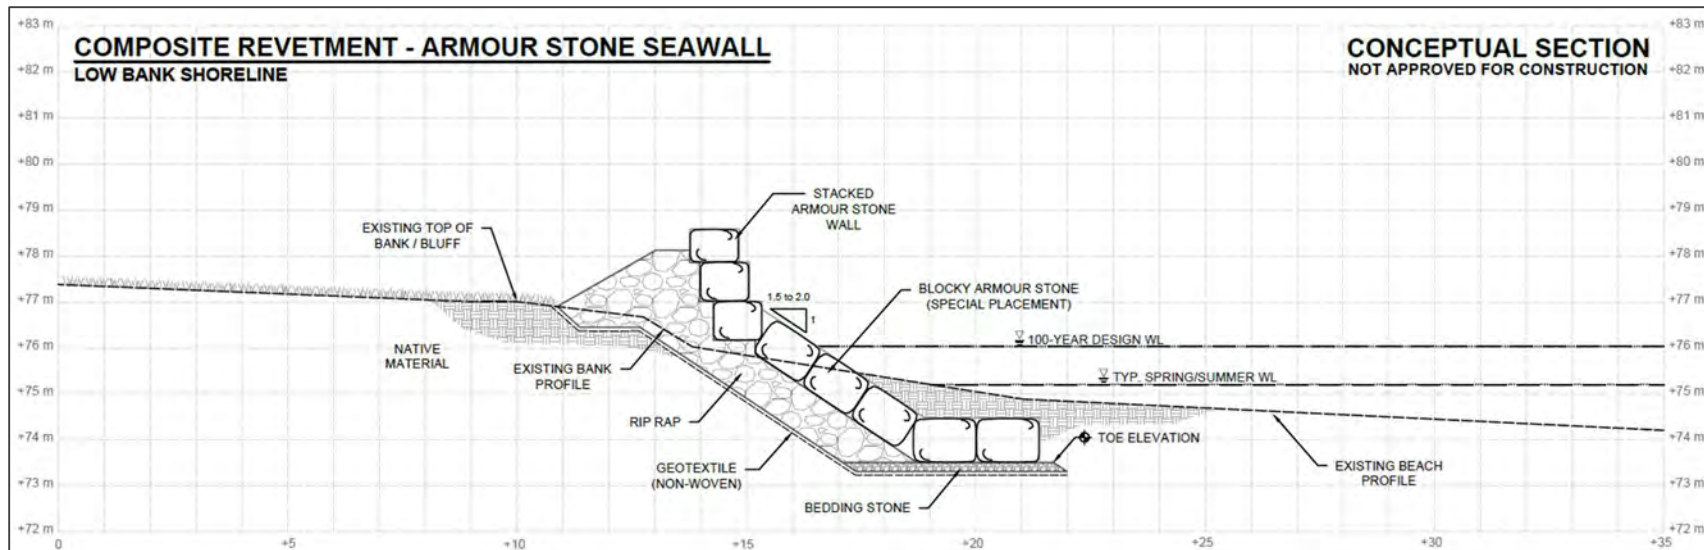 +83 m
+83 m
COMPOSITE REVETMENT - ARMOUR STONE SEAWALL
CONCEPTUAL SECTION
LOW BANK SHORELINE
NOT APPROVED FOR CONSTRUCTION
+82 m
+82 m
+81 m
+81 m
+80 m
+80 m
+79 m
+79 m
STACKED
ARMOUR STONE
WALL
EXISTING TOP OF
BANK / BLUFF
+78 m
+78 m
BLOCKY ARMOUR STONE
(SPECIAL PLACEMENT)
1.5 to 2.0
1
+77 m
+77 m
100-YEAR DESIGN WL
+76 m
+76 m
NATIVE
MATERIAL
EXISTING BANK
PROFILE
TYP. SPRING/SUMMER WL
+75 m
+75 m
RIP RAP
+74 m
+74 m
TOE ELEVATION
GEOTEXTILE
(NON-WOVEN)
EXISTING BEACH
PROFILE
+73 m
+73 m
BEDDING STONE
+72 m
+72 m
0
+5
+10
+15
+20
+25
+30
+35